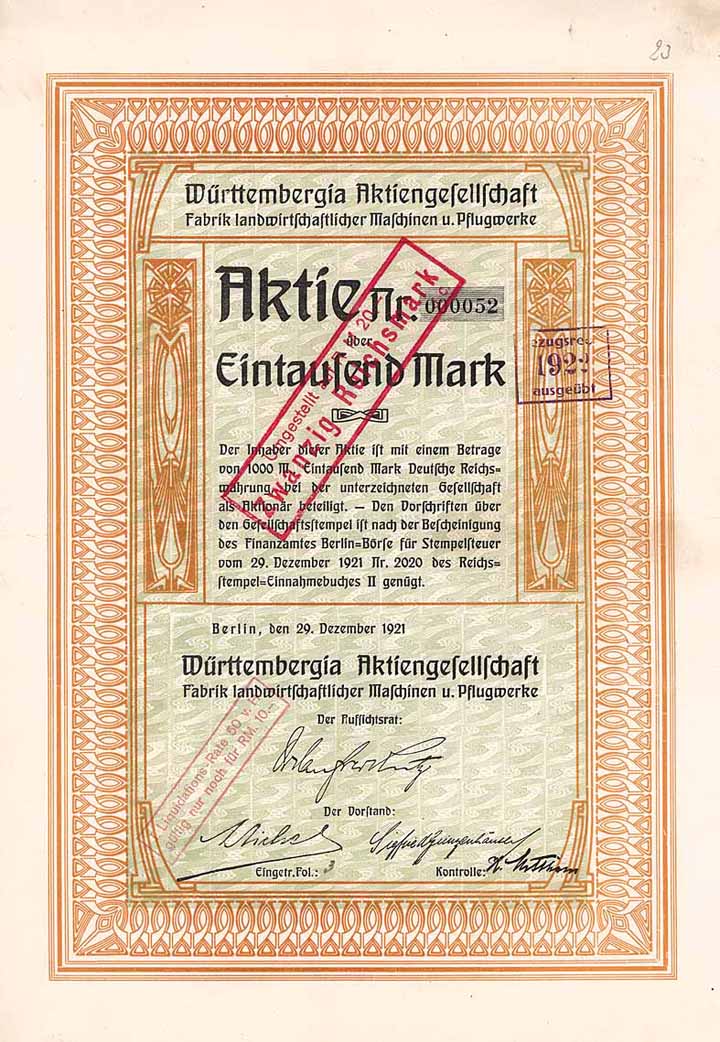 23
Württembergia Aktiengesellschaft
Fabrik landwirtschaftlicher Maschinen u. Pflugwerke
Aktie Nr. 000052
über
Eintausend Mark
Zwanzig Reichsmark
1922
ausgeübt
Der Inhaber dieser Aktie ist mit einem Betrage
von 1000 M. Eintausend Mark Deutsche Reichs=
währung bei der unterzeichneten Gesellschaft
als Aktionär beteiligt. — Den Vorschriften über
den Gesellschaftsstempel ist nach der Bescheinigung
des Finanzamtes Berlin=Börse für Stempelsteuer
vom 29. Dezember 1921 Nr. 2020 des Reichs=
stempel=Einnahmebuches II genügt.
Berlin, den 29. Dezember 1921
Württembergia Aktiengesellschaft
Fabrik landwirtschaftlicher Maschinen u. Pflugwerke
Der Aufsichtsrat:
Liquidations-Rate 50 v. H.
gültig nur noch für RM. 10.-
Der Vorstand:
Eingetr. Fol.: 3
Kontrolle: